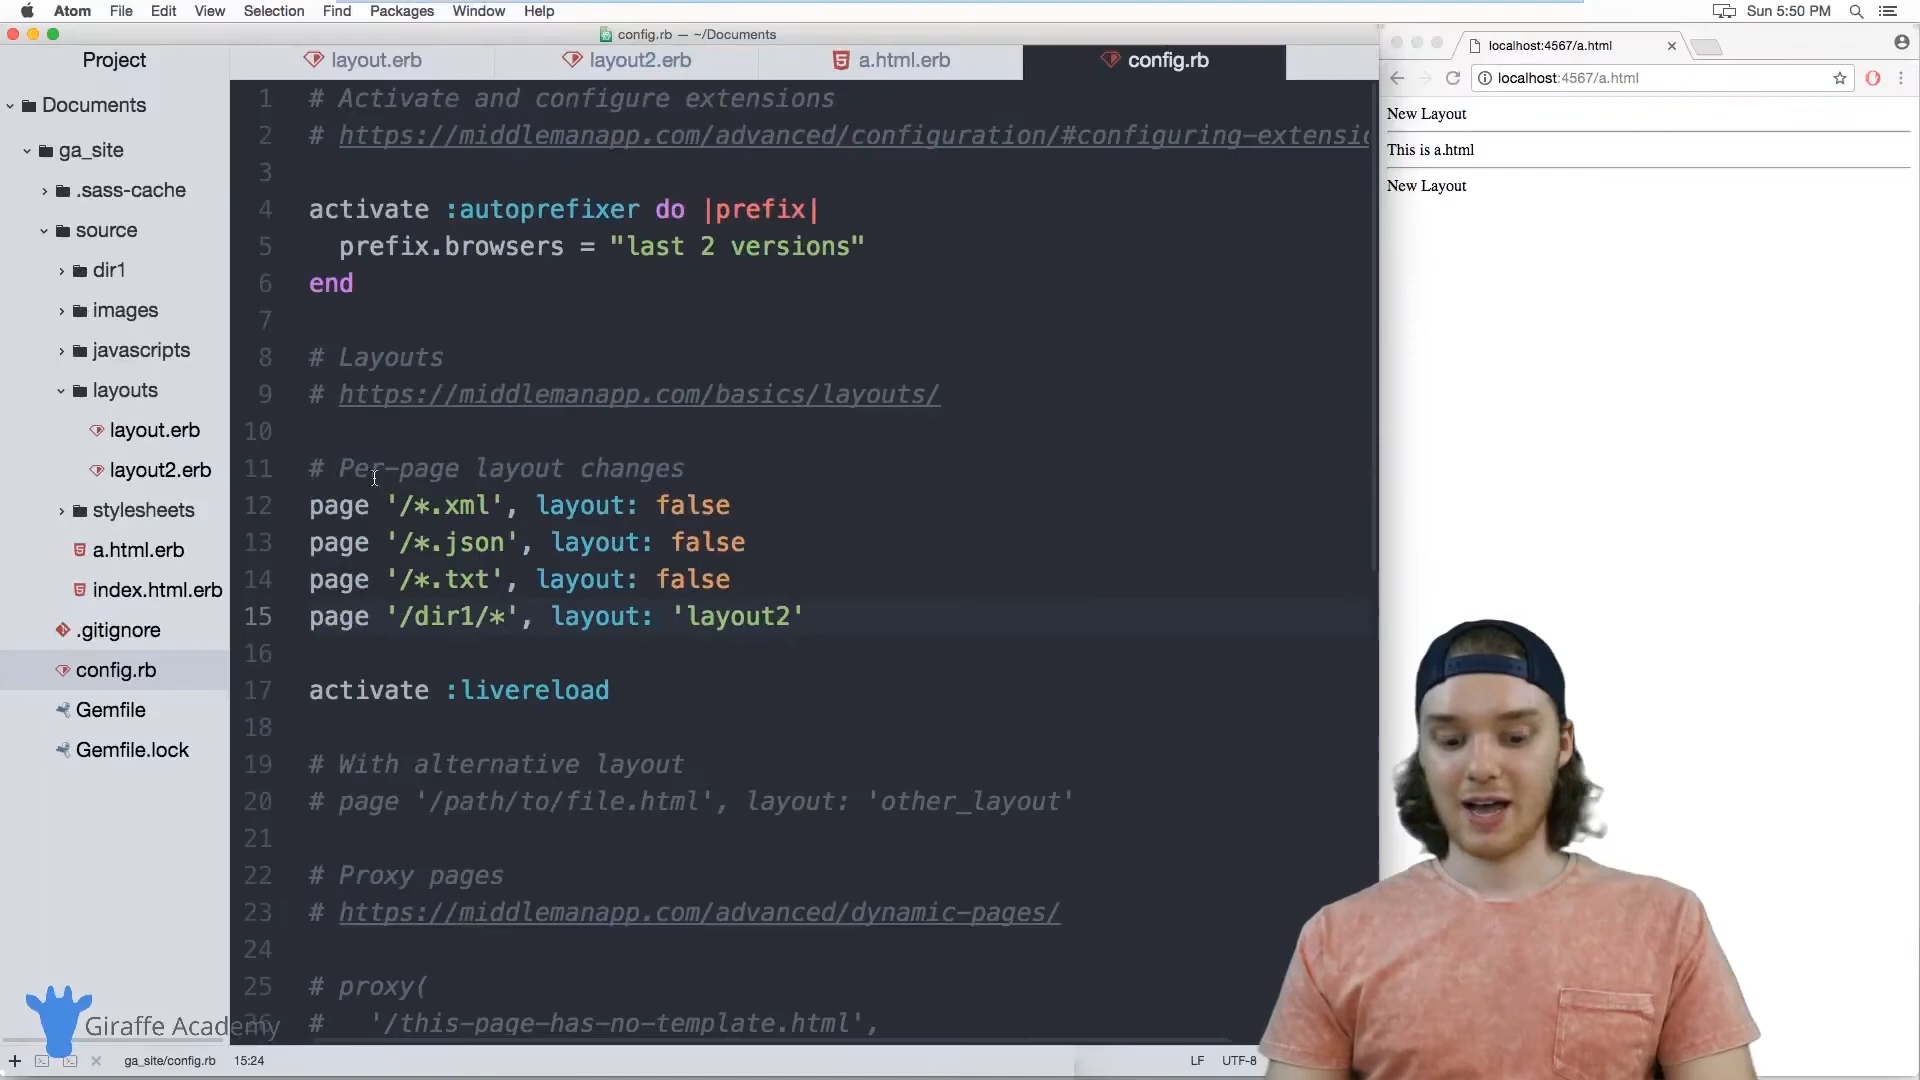 Atom File Edit View Selection Find Packages Window Help Sun 5:50 PM
config.rb — ~/Documents
Project
layout.erb layout2.erb a.html.erb config.rb
Documents
ga_site
.sass-cache
source
dir1
images
javascripts
layouts
layout.erb
layout2.erb
stylesheets
a.html.erb
index.html.erb
.gitignore
config.rb
Gemfile
Gemfile.lock
1 # Activate and configure extensions
2 # https://middlemanapp.com/advanced/configuration/#configuring-extensio
3
4 activate :autoprefixer do |prefix|
5 prefix.browsers = "last 2 versions"
6 end
7
8 # Layouts
9 # https://middlemanapp.com/basics/layouts/
10
11 # Per-page layout changes
12 page '/*.xml', layout: false
13 page '/*.json', layout: false
14 page '/*.txt', layout: false
15 page '/dir1/*', layout: 'layout2'
16
17 activate :livereload
18
19 # With alternative layout
20 # page '/path/to/file.html', layout: 'other_layout'
21
22 # Proxy pages
23 # https://middlemanapp.com/advanced/dynamic-pages/
24
25 # proxy(
26 # '/this-page-has-no-template.html',
Giraffe Academy
ga_site/config.rb 15:24 LF UTF-8
localhost:4567/a.html
localhost:4567/a.html
New Layout
This is a.html
New Layout